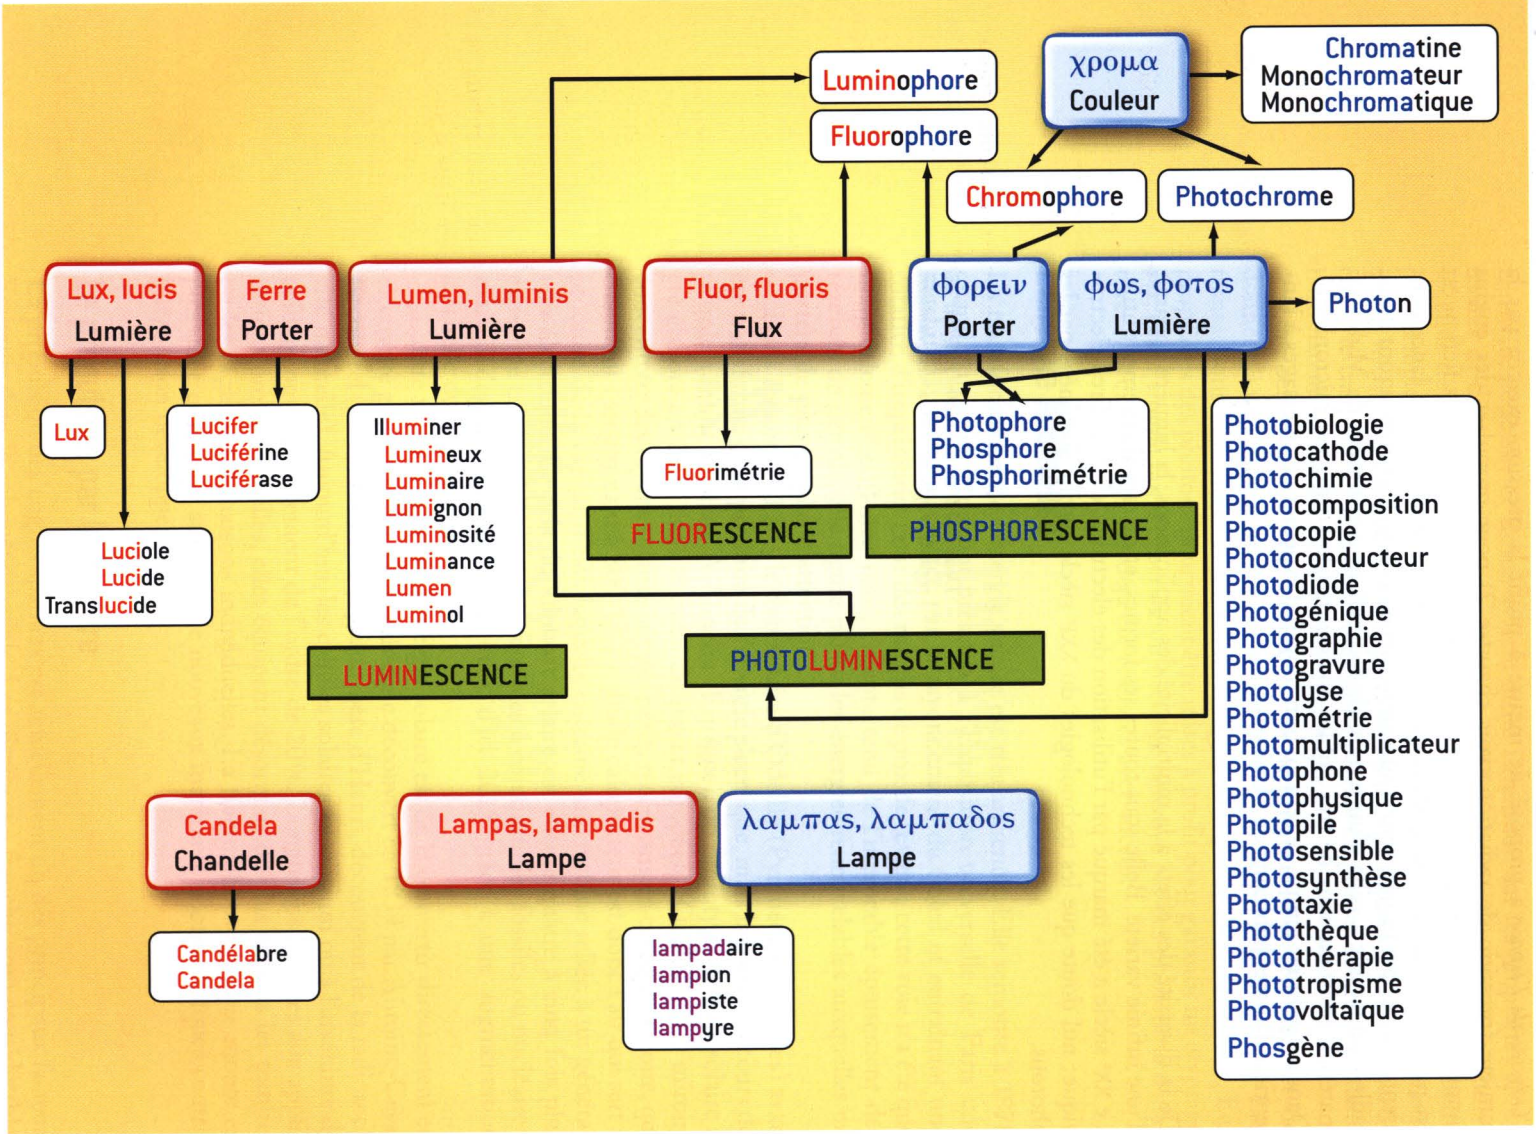 Luminophore
Fluorophore
χρομα
Couleur
Chromatine
Monochromateur
Monochromatique
Chromophore
Photochrome
Lux, lucis
Lumière
Ferre
Porter
Lumen, luminis
Lumière
Fluor, fluoris
Flux
φορειν
Porter
φως, φοτος
Lumière
Photon
Lux
Lucifer
Luciférine
Luciférase
Luciole
Lucide
Translucide
Illuminer
Lumineux
Luminaire
Lumignon
Luminosité
Luminance
Lumen
Luminol
LUMINESCENCE
Fluorimétrie
FLUORESCENCE
Photophore
Phosphore
Phosphorimétrie
PHOSPHORESCENCE
PHOTOLUMINESCENCE
Photobiologie
Photocathode
Photochimie
Photocomposition
Photocopie
Photoconducteur
Photodiode
Photogénique
Photographie
Photogravure
Photolyse
Photométrie
Photomultiplicateur
Photophone
Photophysique
Photopile
Photosensible
Photosynthèse
Phototaxie
Photothèque
Photothérapie
Phototropisme
Photovoltaïque
Phosgène
Candela
Chandelle
Candélabre
Candela
Lampas, lampadis
Lampe
λαμπας, λαμπαδος
Lampe
lampadaire
lampion
lampiste
lampyre